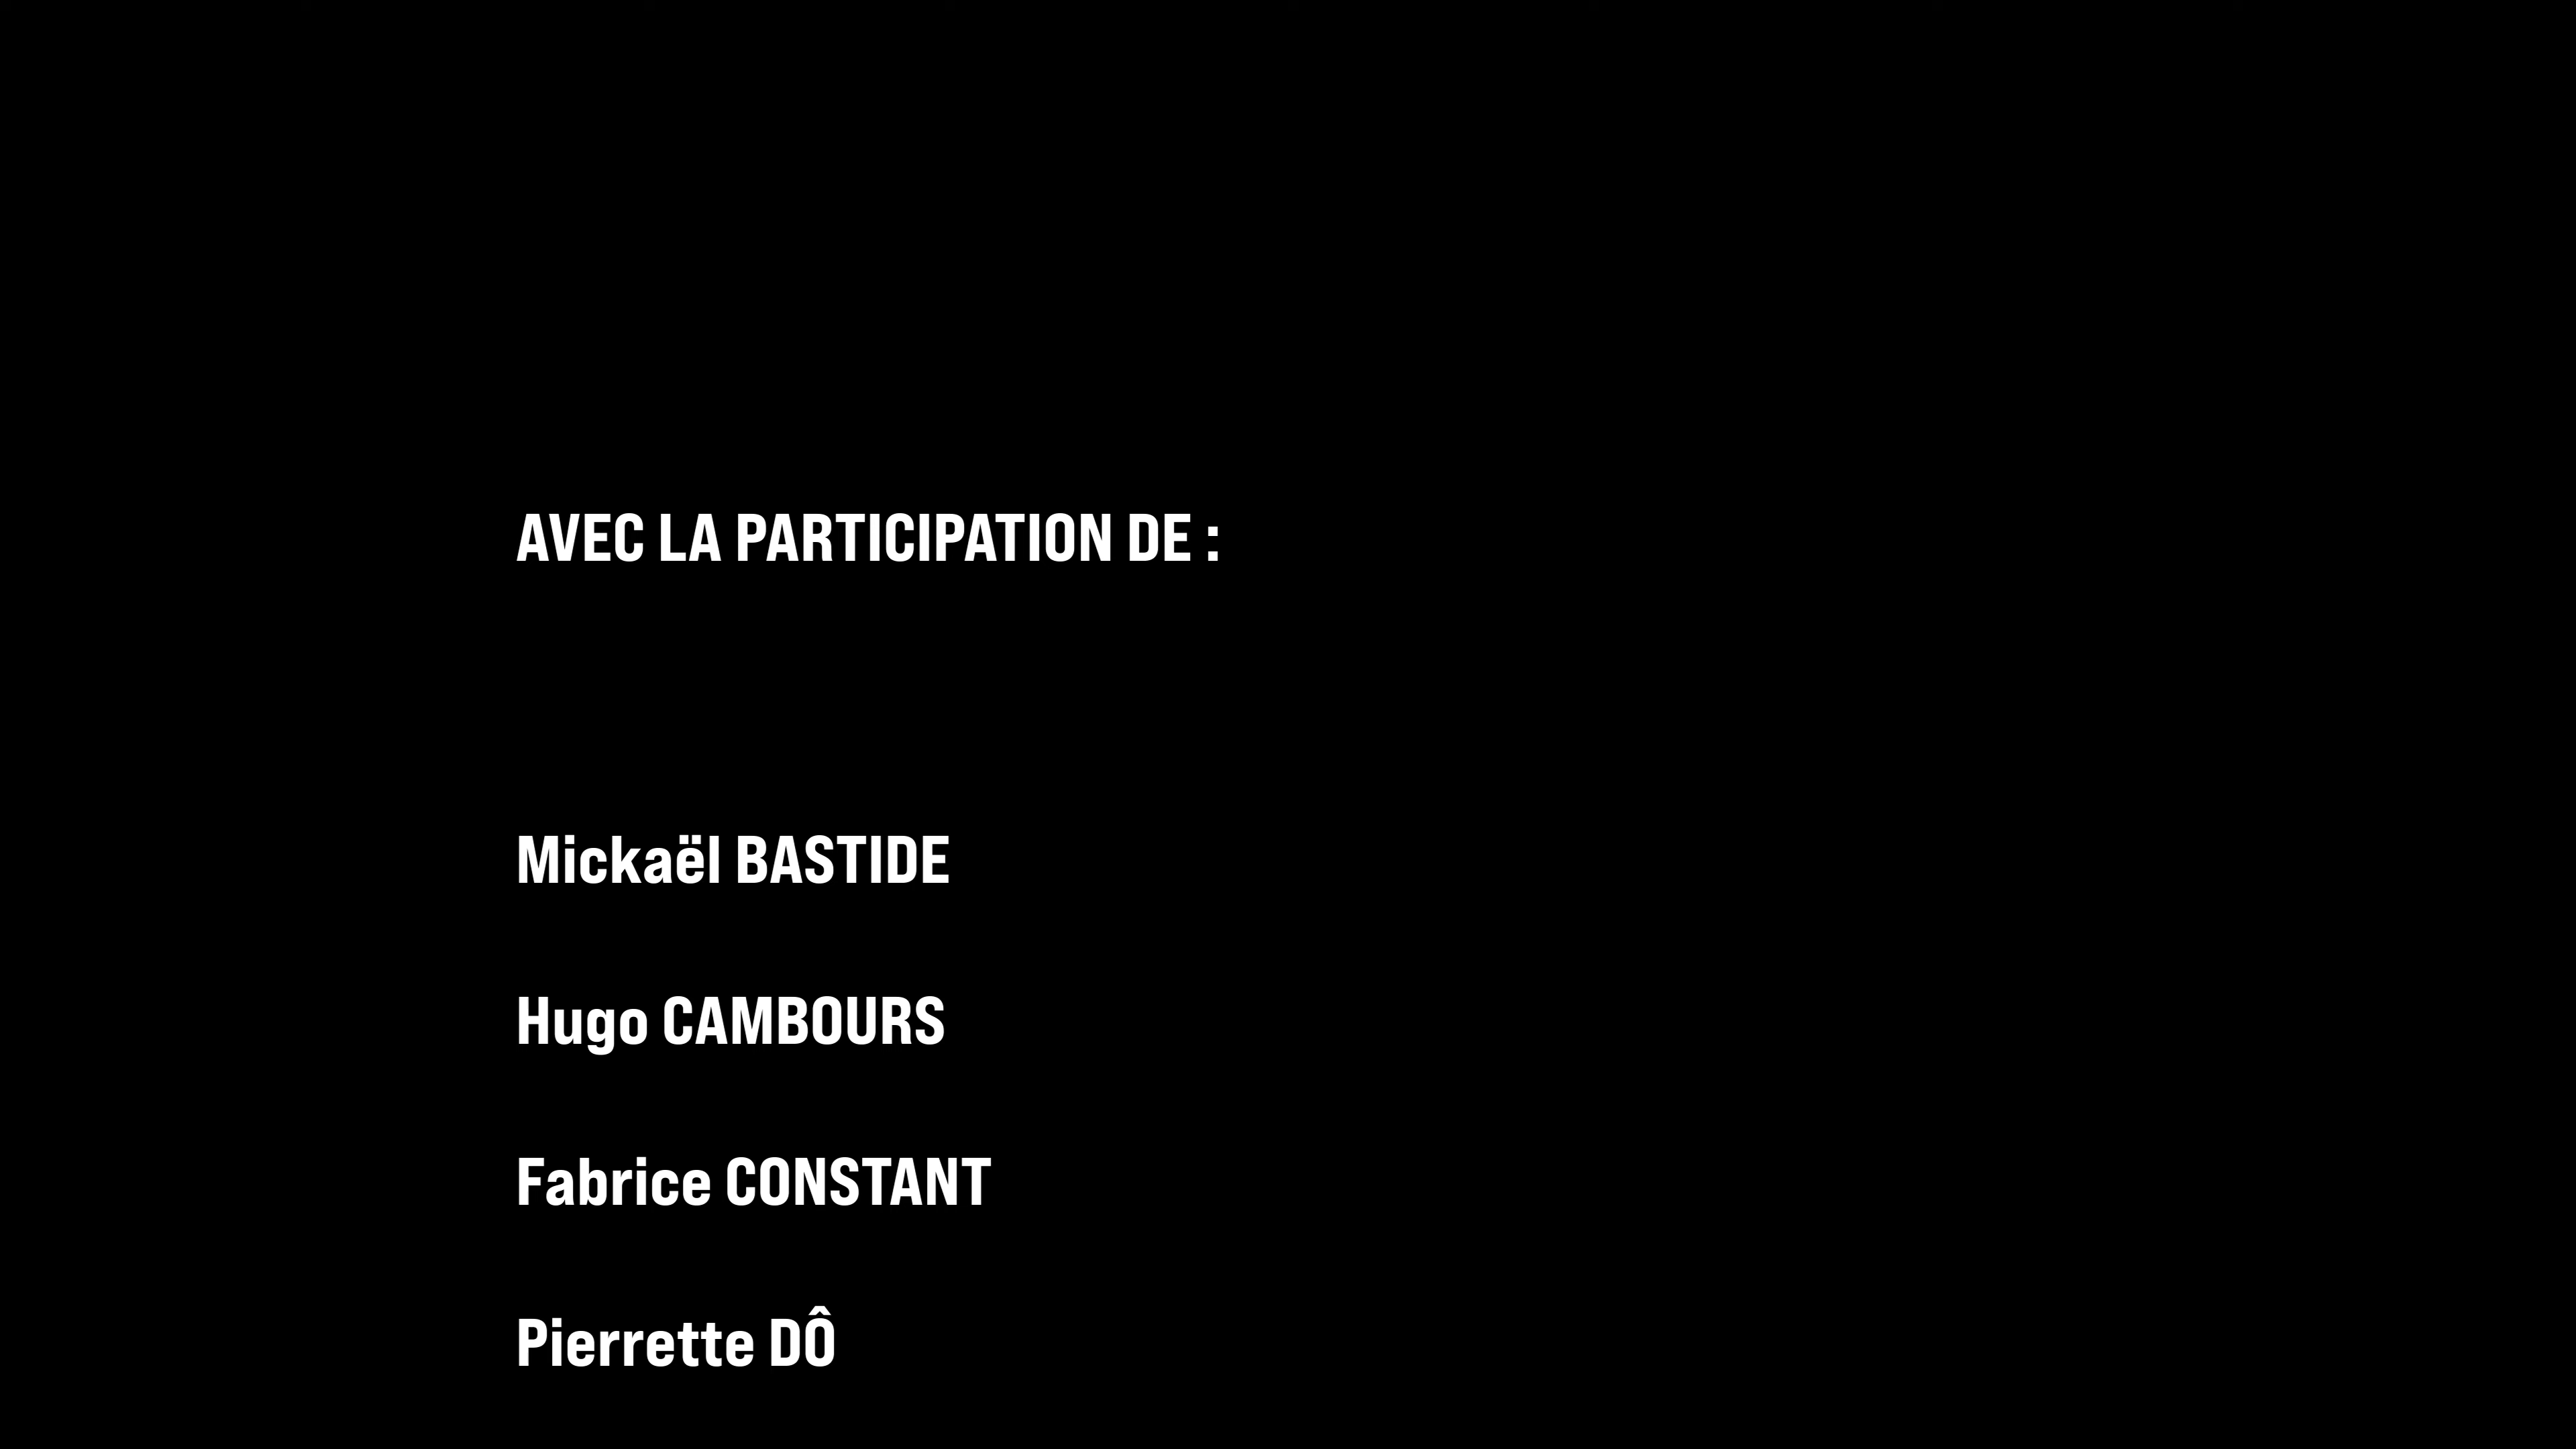 AVEC LA PARTICIPATION DE :
Mickaël BASTIDE
Hugo CAMBOURS
Fabrice CONSTANT
Pierrette DÔ